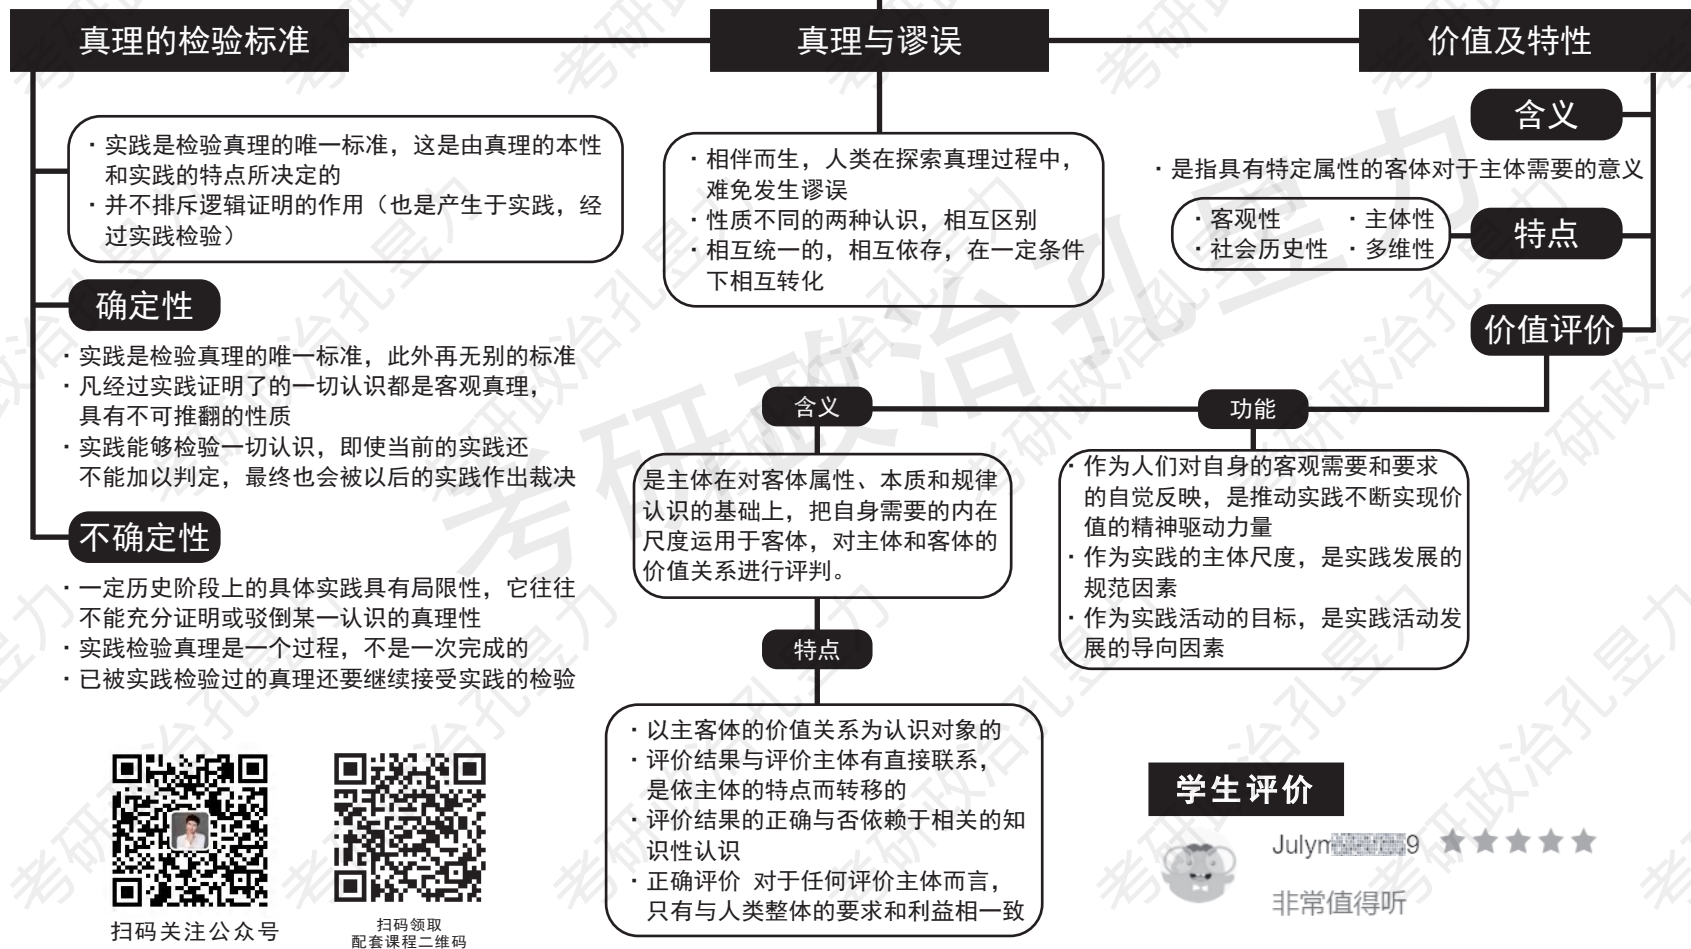 真理的检验标准
· 实践是检验真理的唯一标准，这是由真理的本性
和实践的特点所决定的
· 并不排斥逻辑证明的作用（也是产生于实践，经
过实践检验）
确定性
· 实践是检验真理的唯一标准，此外再无别的标准
· 凡经过实践证明了的一切认识都是客观真理，
具有不可推翻的性质
· 实践能够检验一切认识，即使当前的实践还
不能加以判定，最终也会被以后的实践作出裁决
不确定性
· 一定历史阶段上的具体实践具有局限性，它往往
不能充分证明或驳倒某一认识的真理性
· 实践检验真理是一个过程，不是一次完成的
· 已被实践检验过的真理还要继续接受实践的检验
扫码关注公众号
扫码领取
配套课程二维码
真理与谬误
· 相伴而生，人类在探索真理过程中，
难免发生谬误
· 性质不同的两种认识，相互区别
· 相互统一的，相互依存，在一定条件
下相互转化
价值及特性
含义
· 是指具有特定属性的客体对于主体需要的意义
特点
· 客观性 · 主体性
· 社会历史性 · 多维性
价值评价
含义
是主体在对客体属性、本质和规律
认识的基础上，把自身需要的内在
尺度运用于客体，对主体和客体的
价值关系进行评判。
特点
· 以主客体的价值关系为认识对象的
· 评价结果与评价主体有直接联系，
是依主体的特点而转移的
· 评价结果的正确与否依赖于相关的知
识性认识
· 正确评价 对于任何评价主体而言，
只有与人类整体的要求和利益相一致
功能
· 作为人们对自身的客观需要和要求
的自觉反映，是推动实践不断实现价
值的精神驱动力量
· 作为实践的主体尺度，是实践发展的
规范因素
· 作为实践活动的目标，是实践活动发
展的导向因素
学生评价
非常值得听
考研政治孔昱力